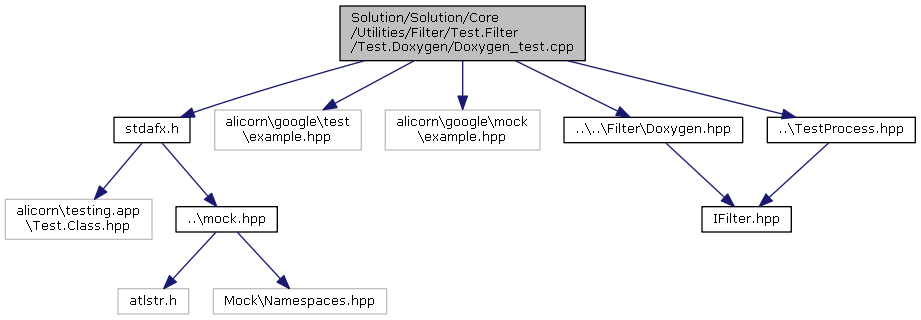 Solution/Solution/Core
/Utilities/Filter/Test.Filter
/Test.Doxygen/Doxygen_test.cpp
stdafx.h
alicorn\google\test
\example.hpp
alicorn\google\mock
\example.hpp
..\..\Filter\Doxygen.hpp
..\TestProcess.hpp
alicorn\testing.app
\Test.Class.hpp
..\mock.hpp
IFilter.hpp
atlstr.h
Mock\Namespaces.hpp